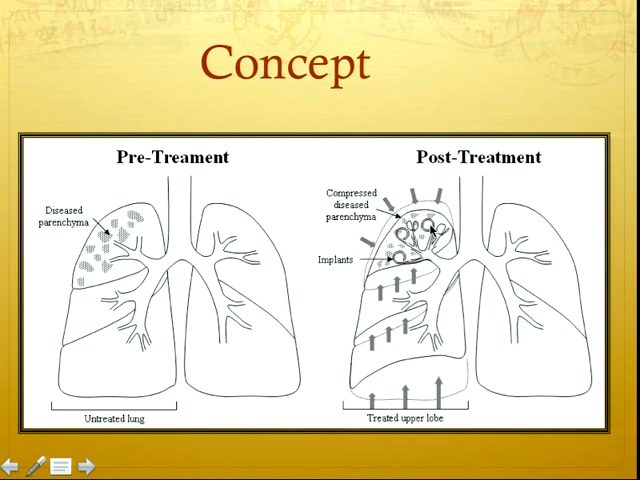 Concept
Pre-Treament
Post-Treatment
Diseased
parenchyma
Compressed
diseased
parenchyma
Implants
Untreated lung
Treated upper lobe